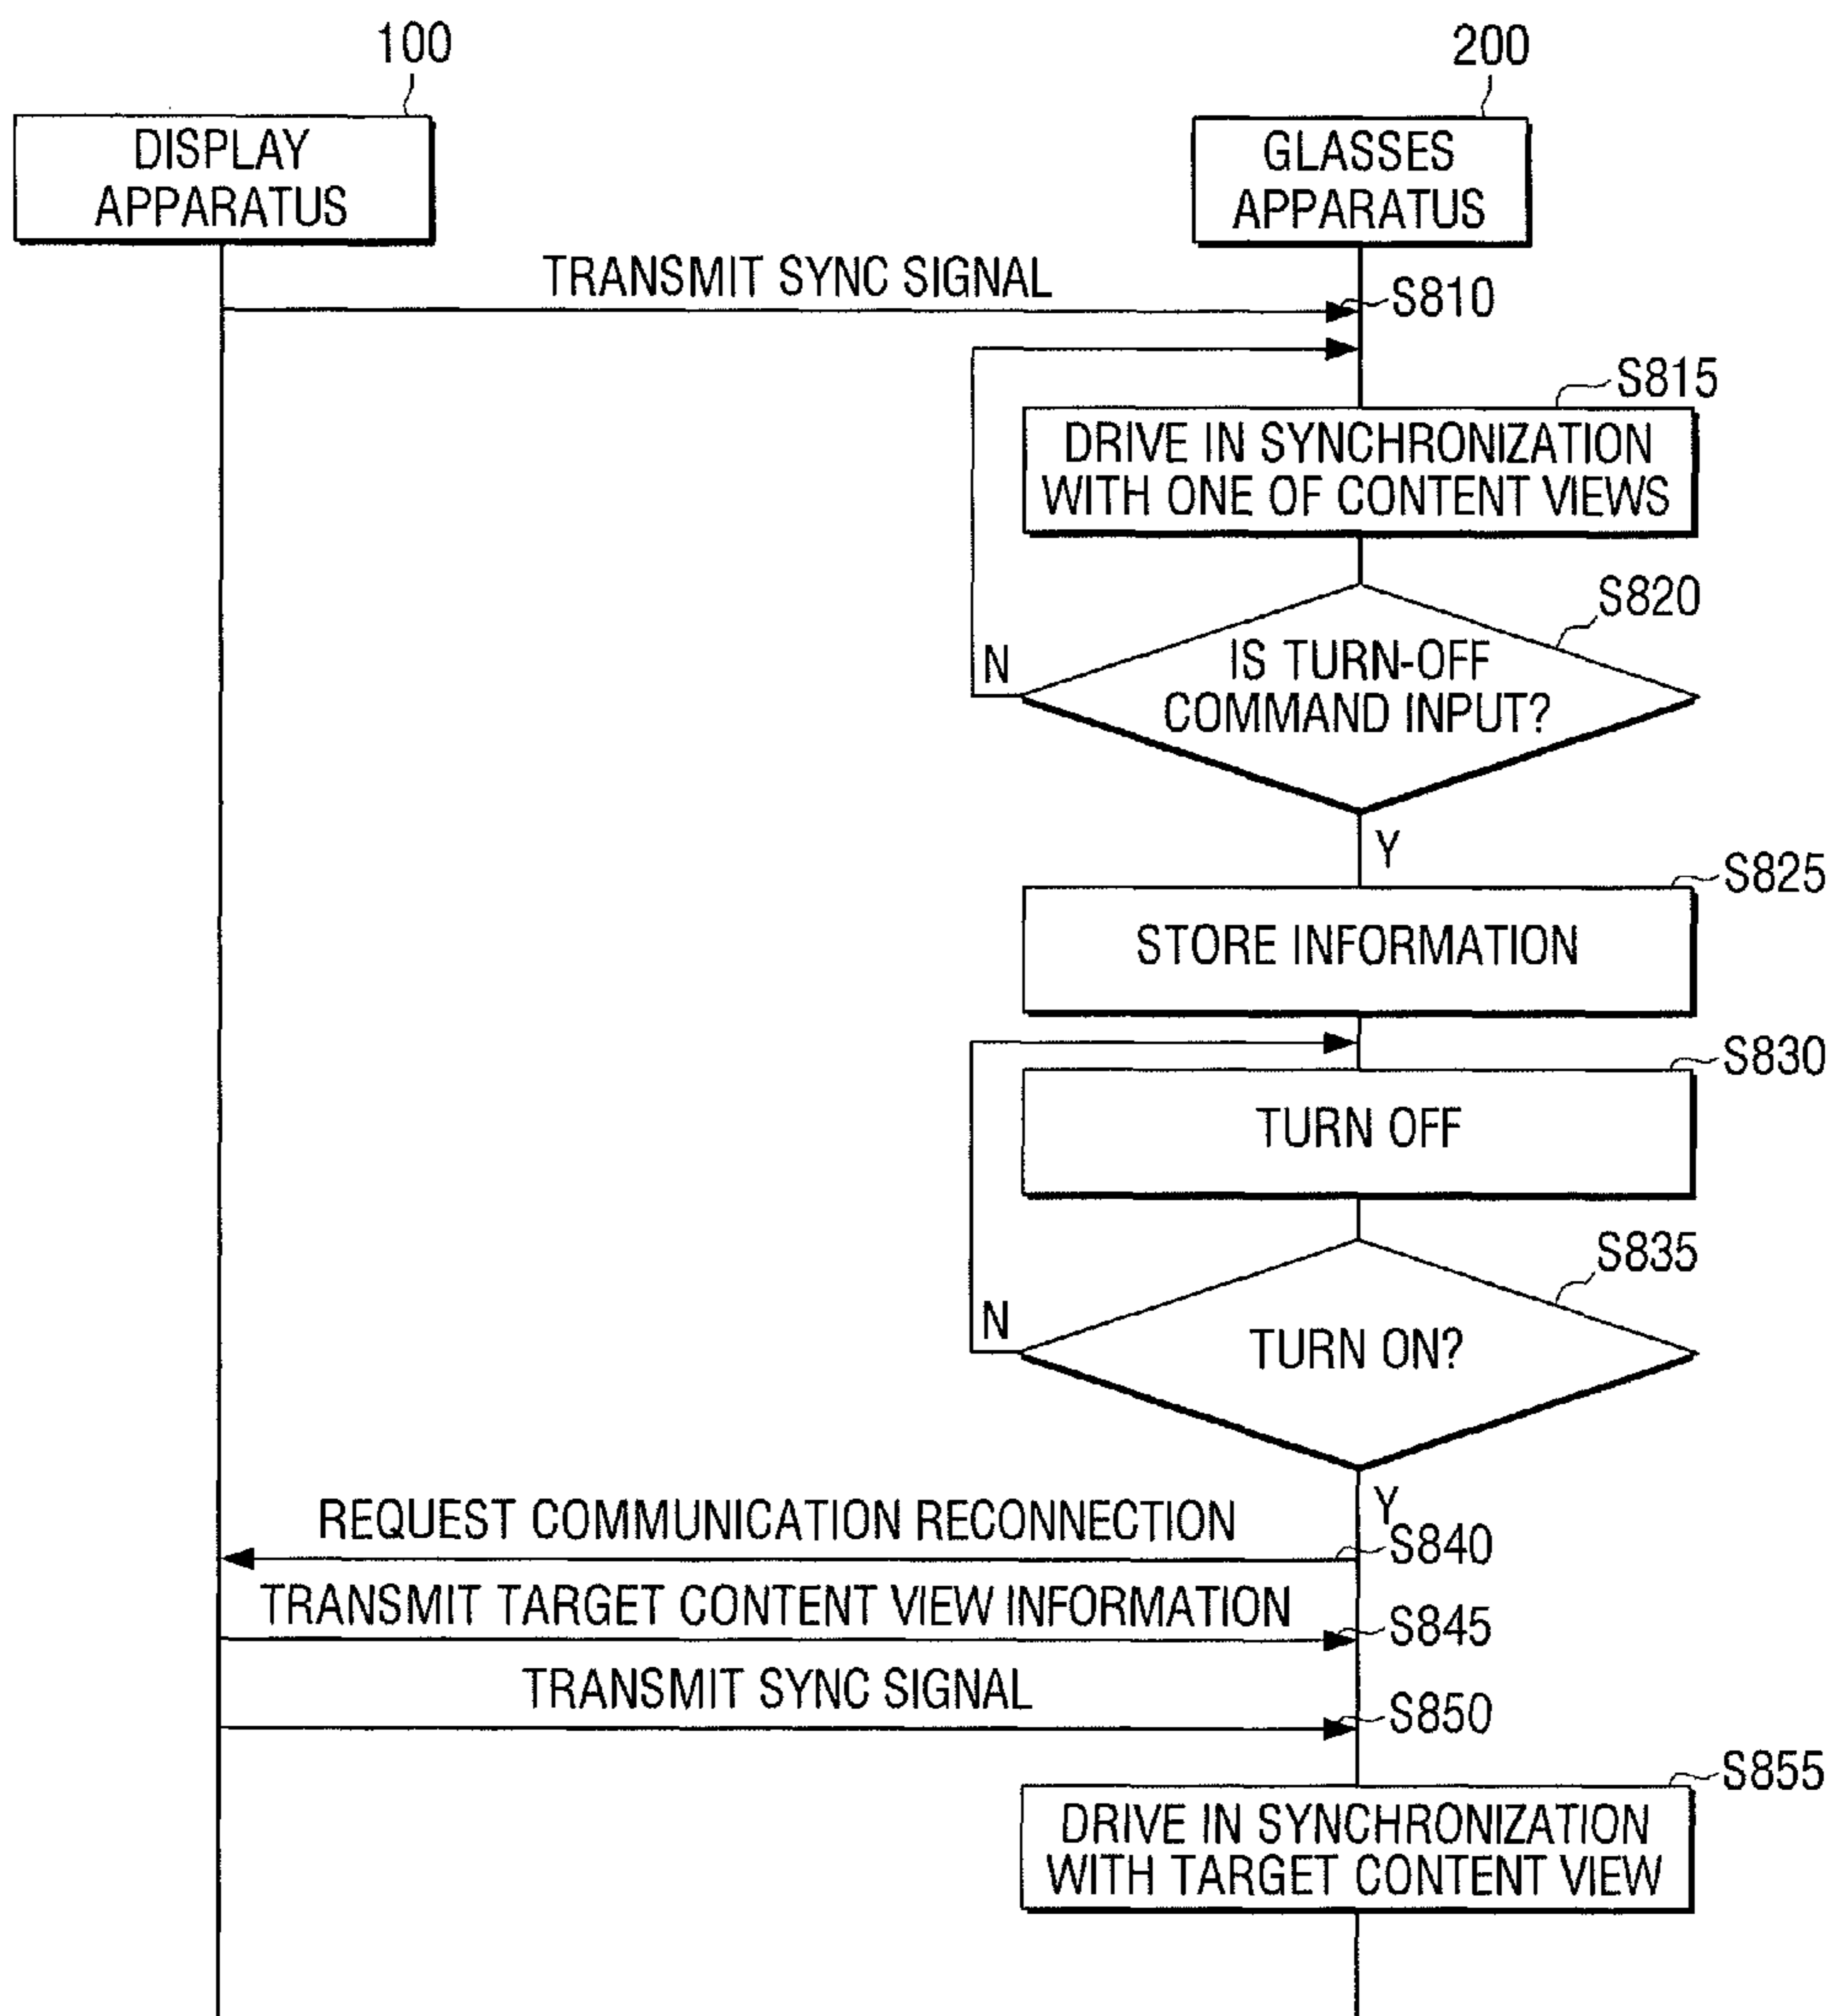 100
200
DISPLAY
APPARATUS
GLASSES
APPARATUS
TRANSMIT SYNC SIGNAL
S810
S815
DRIVE IN SYNCHRONIZATION
WITH ONE OF CONTENT VIEWS
S820
IS TURN-OFF
COMMAND INPUT?
N
Y
S825
STORE INFORMATION
S830
TURN OFF
S835
TURN ON?
N
Y
REQUEST COMMUNICATION RECONNECTION
S840
TRANSMIT TARGET CONTENT VIEW INFORMATION
S845
TRANSMIT SYNC SIGNAL
S850
S855
DRIVE IN SYNCHRONIZATION
WITH TARGET CONTENT VIEW